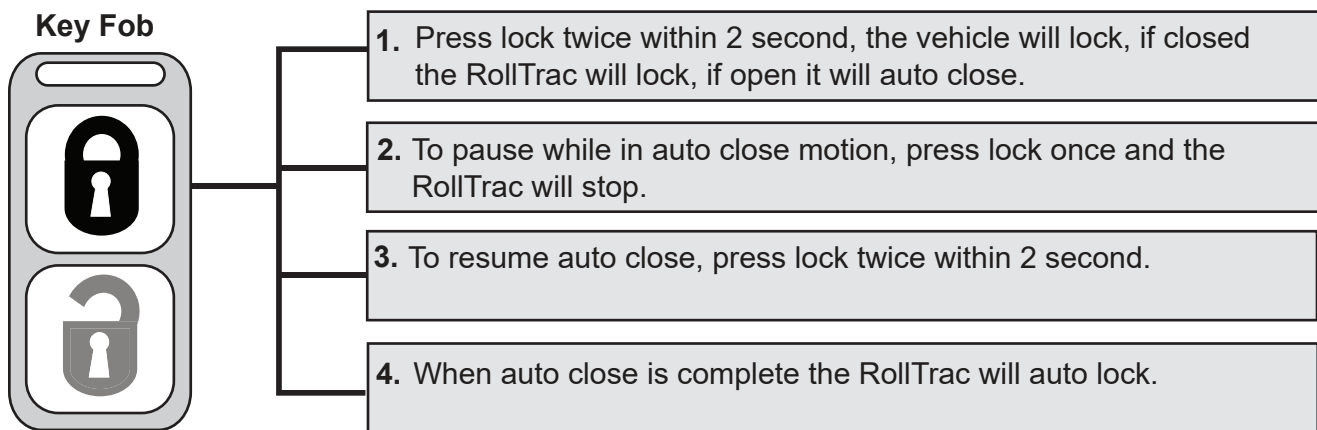 Key Fob
1. Press lock twice within 2 second, the vehicle will lock, if closed
the RollTrac will lock, if open it will auto close.
2. To pause while in auto close motion, press lock once and the
RollTrac will stop.
3. To resume auto close, press lock twice within 2 second.
4. When auto close is complete the RollTrac will auto lock.